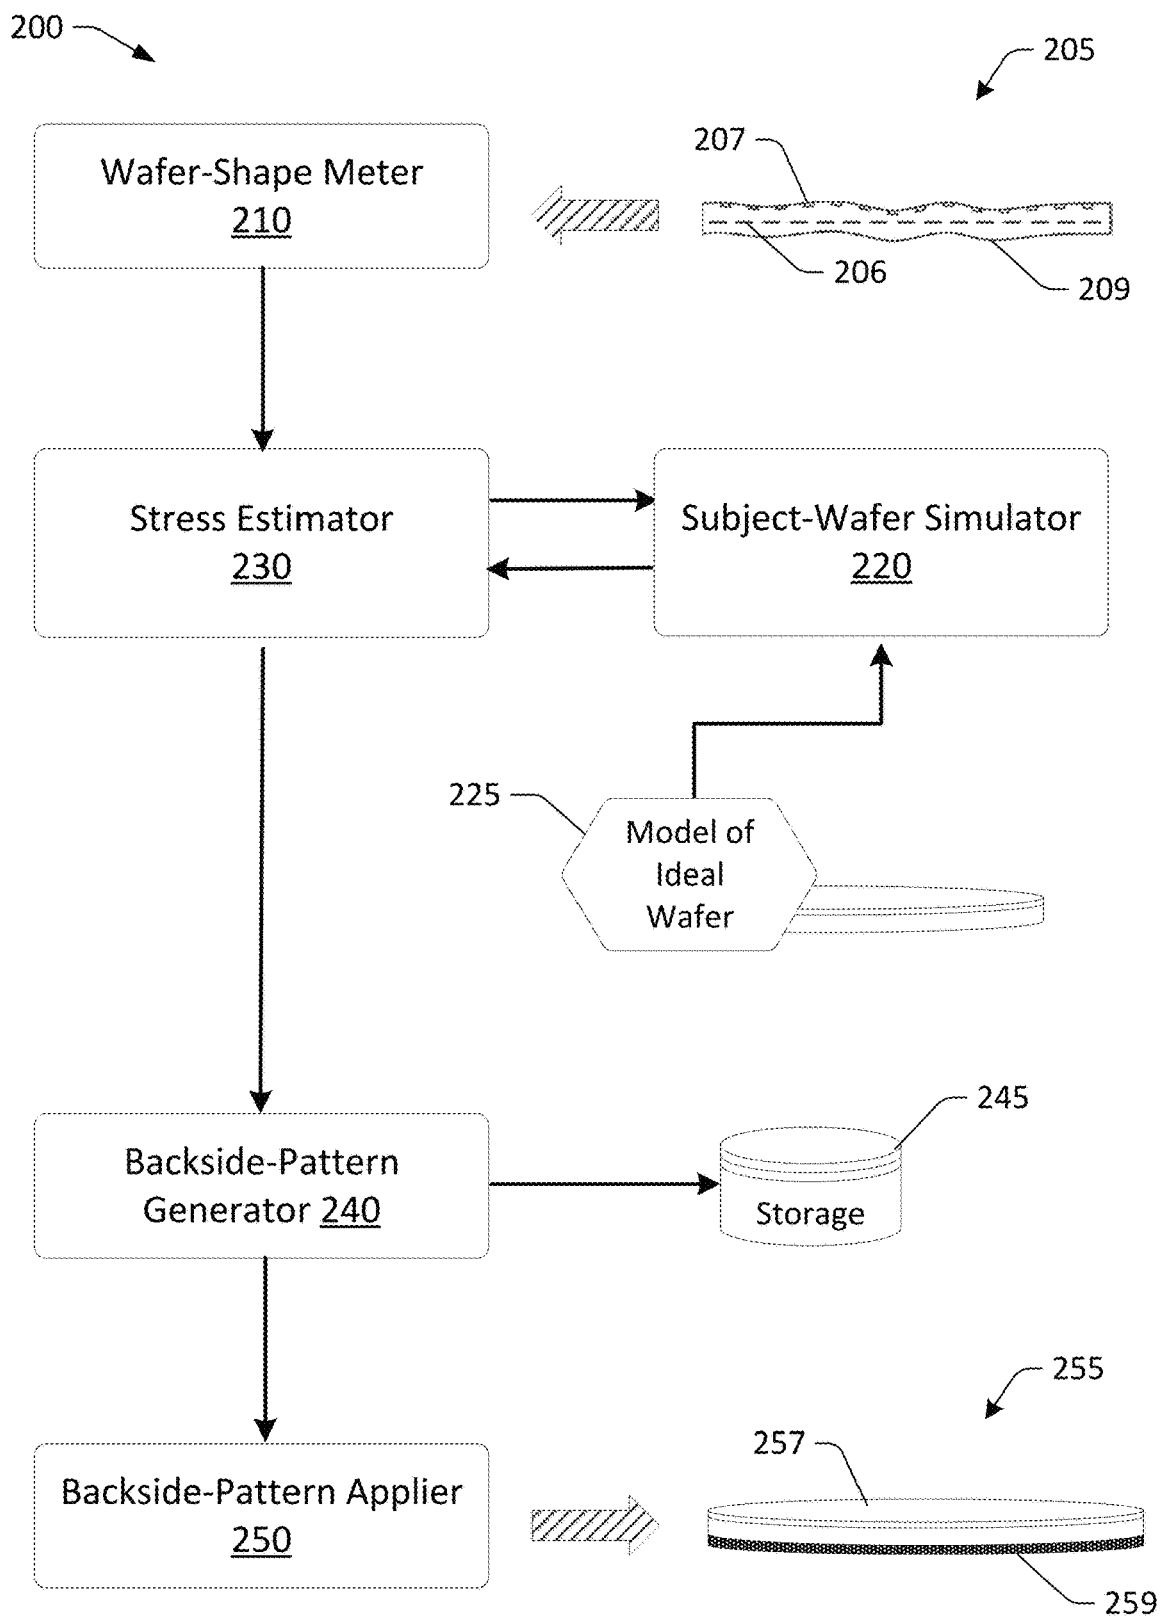 200
205
207
Wafer-Shape Meter
210
206
209
Stress Estimator
230
Subject-Wafer Simulator
220
225
Model of
Ideal
Wafer
245
Backside-Pattern
Generator 240
Storage
255
257
Backside-Pattern Applier
250
259